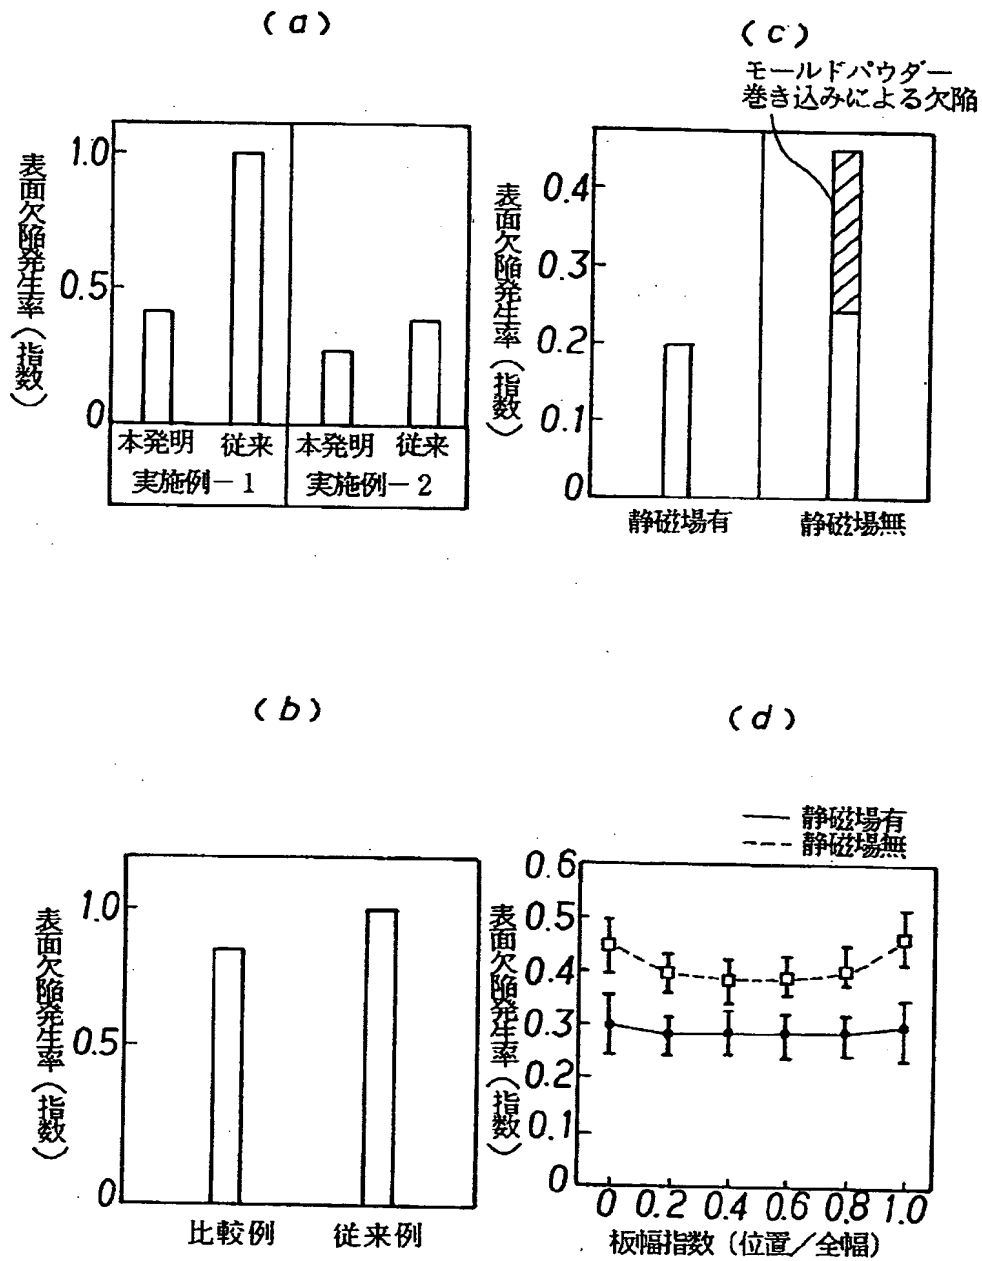 (a)
表面欠陥発生率(指数)
1.0
0.5
0
本発明 従来 本発明 従来
実施例－1 実施例－2
(c)
モールドパウダー
巻き込みによる欠陥
表面欠陥発生率(指数)
0.4
0.3
0.2
0.1
0
静磁場有 静磁場無
(b)
表面欠陥発生率(指数)
1.0
0.5
0
比較例 従来例
(d)
静磁場有
静磁場無
表面欠陥発生率(指数)
0.6
0.5
0.4
0.3
0.2
0.1
0
0 0.2 0.4 0.6 0.8 1.0
板幅指数(位置／全幅)